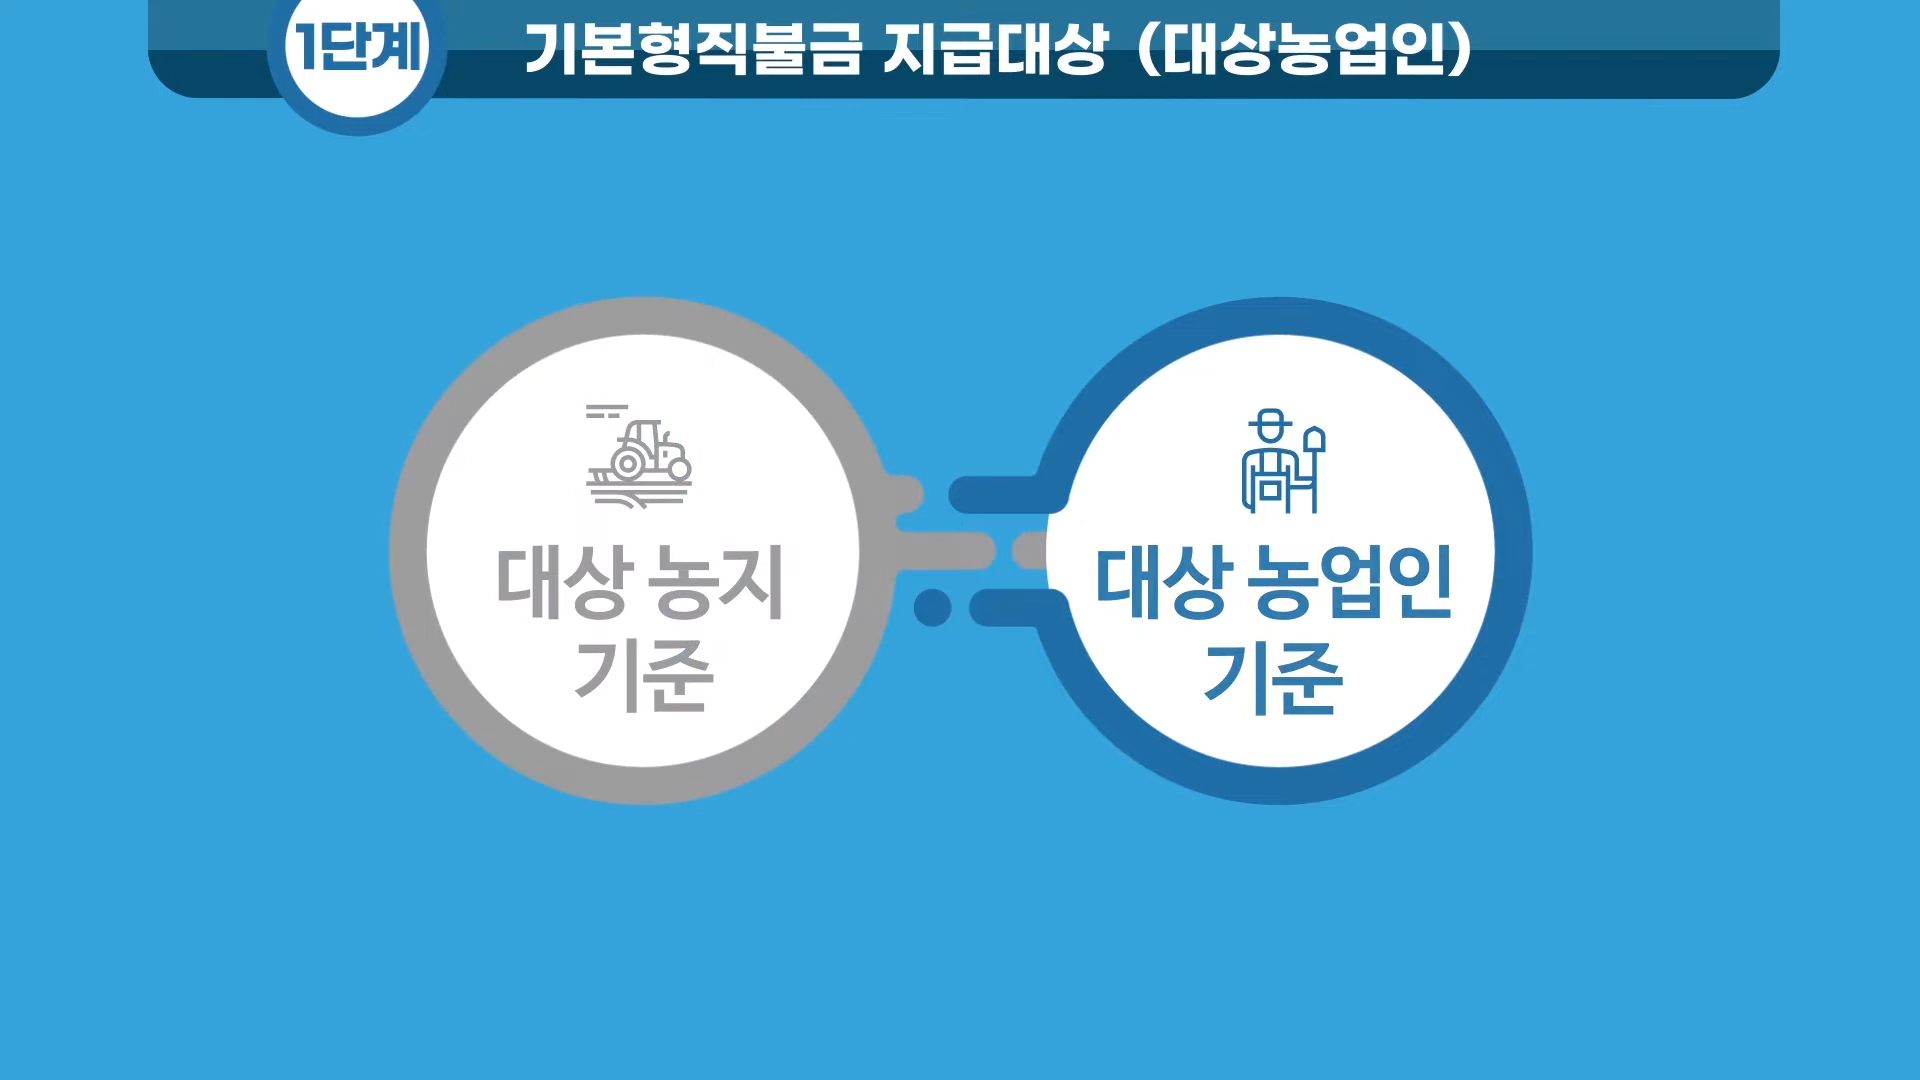 1단계
기본형직불금 지급대상 (대상농업인)
대상 농지
기준
대상 농업인
기준